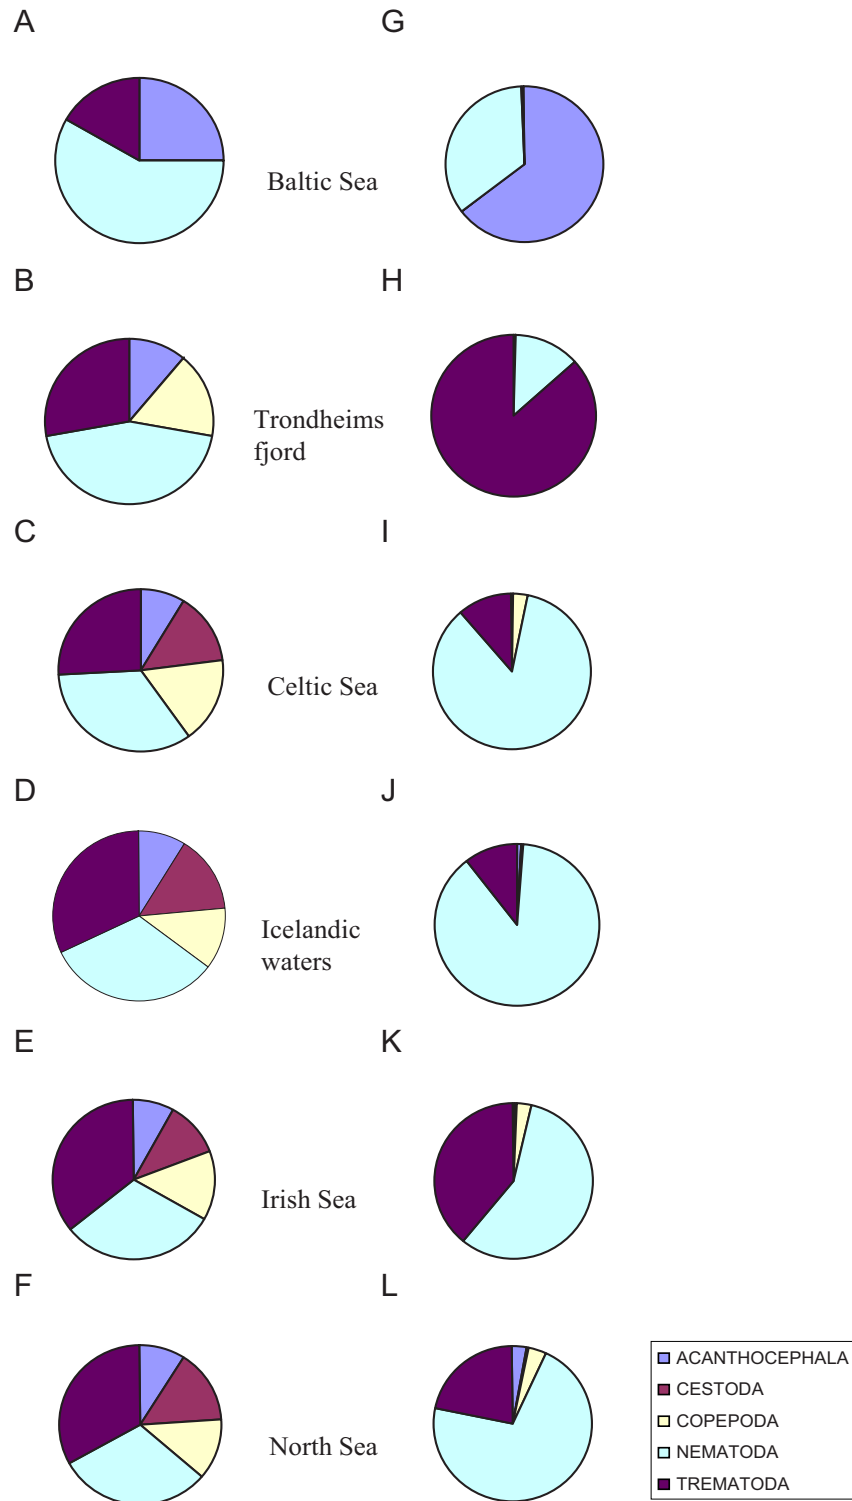 A
G
Baltic Sea
B
H
Trondheims
fjord
C
I
Celtic Sea
D
J
Icelandic
waters
E
K
Irish Sea
F
L
North Sea
ACANTHOCEPHALA
CESTODA
COPEPODA
NEMATODA
TREMATODA